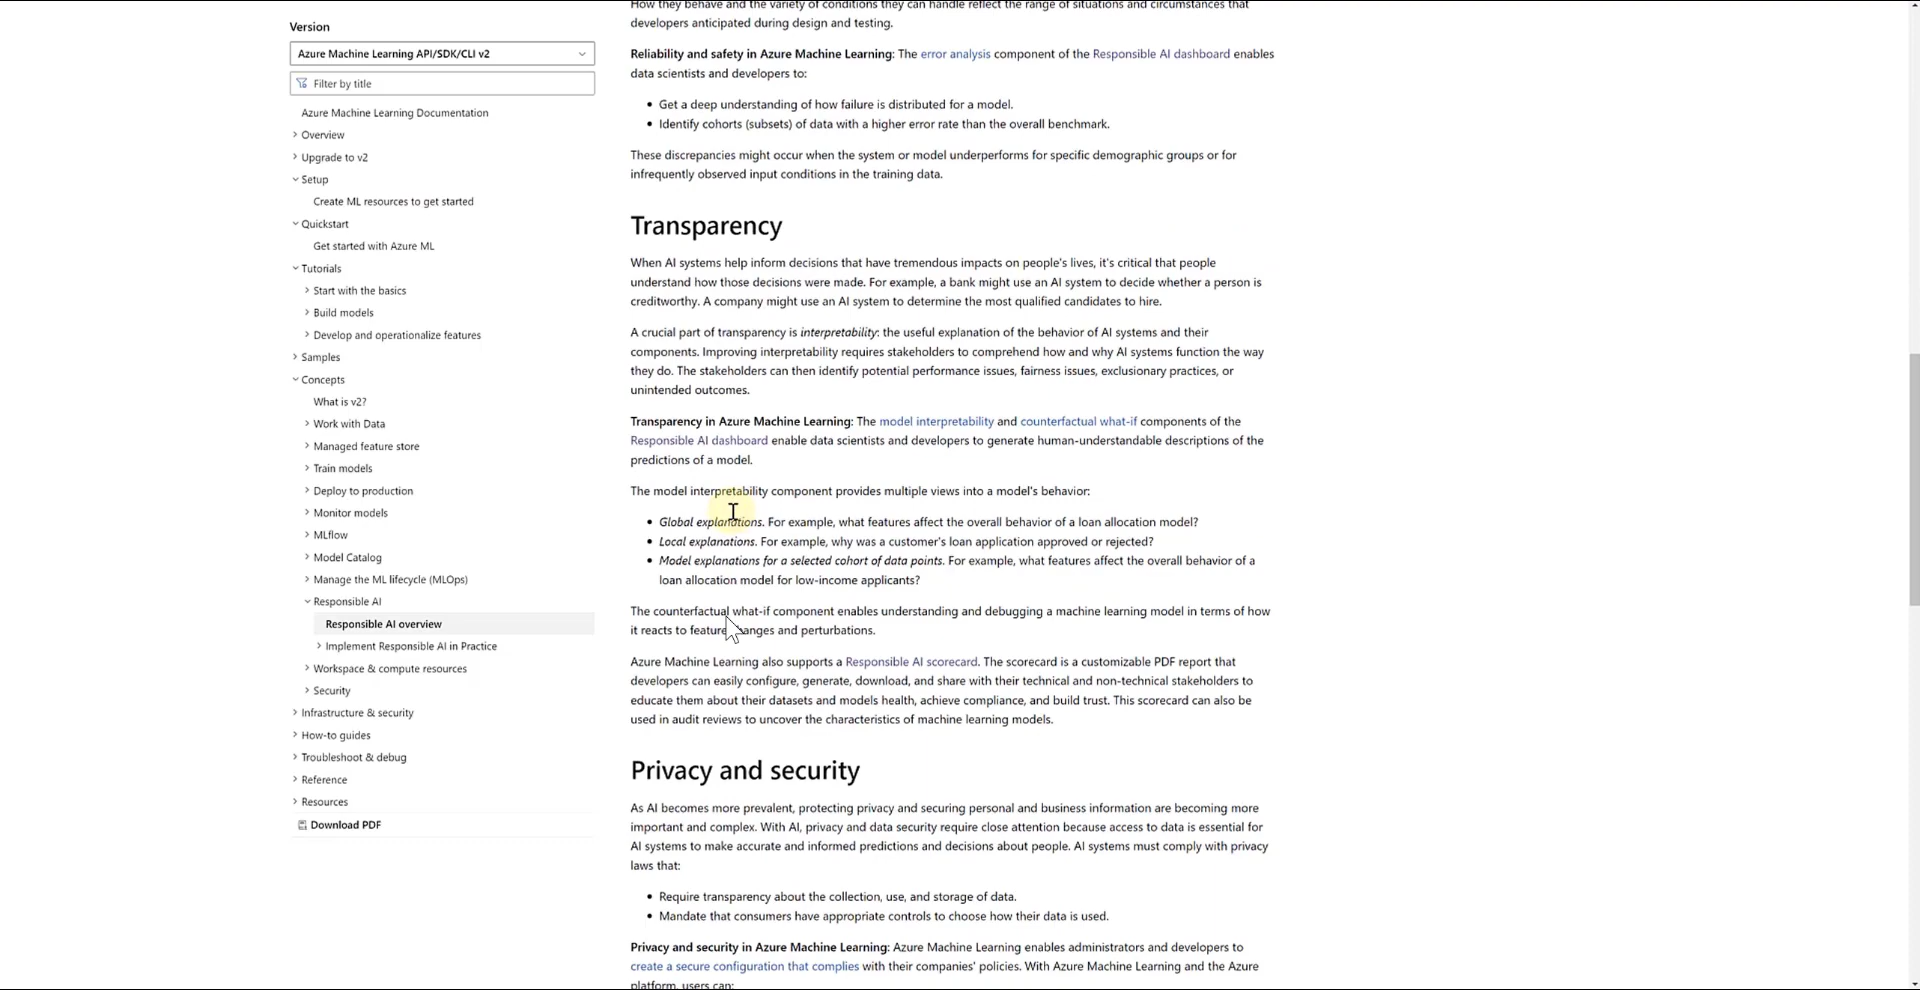 Version
Azure Machine Learning API/SDK/CLI v2
Filter by title
Azure Machine Learning Documentation
Overview
Upgrade to v2
Setup
Create ML resources to get started
Quickstart
Get started with Azure ML
Tutorials
Start with the basics
Build models
Develop and operationalize features
Samples
Concepts
What is v2?
Work with Data
Managed feature store
Train models
Deploy to production
Monitor models
MLflow
Model Catalog
Manage the ML lifecycle (MLOps)
Responsible AI
Responsible AI overview
Implement Responsible AI in Practice
Workspace & compute resources
Security
Infrastructure & security
How-to guides
Troubleshoot & debug
Reference
Resources
Download PDF
How they behave and the variety of conditions they can handle reflect the range of situations and circumstances that
developers anticipated during design and testing.
Reliability and safety in Azure Machine Learning: The error analysis component of the Responsible AI dashboard enables
data scientists and developers to:
• Get a deep understanding of how failure is distributed for a model.
• Identify cohorts (subsets) of data with a higher error rate than the overall benchmark.
These discrepancies might occur when the system or model underperforms for specific demographic groups or for
infrequently observed input conditions in the training data.
Transparency
When AI systems help inform decisions that have tremendous impacts on people's lives, it's critical that people
understand how those decisions were made. For example, a bank might use an AI system to decide whether a person is
creditworthy. A company might use an AI system to determine the most qualified candidates to hire.
A crucial part of transparency is interpretability: the useful explanation of the behavior of AI systems and their
components. Improving interpretability requires stakeholders to comprehend how and why AI systems function the way
they do. The stakeholders can then identify potential performance issues, fairness issues, exclusionary practices, or
unintended outcomes.
Transparency in Azure Machine Learning: The model interpretability and counterfactual what-if components of the
Responsible AI dashboard enable data scientists and developers to generate human-understandable descriptions of the
predictions of a model.
The model interpretability component provides multiple views into a model's behavior:
• Global explanations. For example, what features affect the overall behavior of a loan allocation model?
• Local explanations. For example, why was a customer's loan application approved or rejected?
• Model explanations for a selected cohort of data points. For example, what features affect the overall behavior of a
loan allocation model for low-income applicants?
The counterfactual what-if component enables understanding and debugging a machine learning model in terms of how
it reacts to feature changes and perturbations.
Azure Machine Learning also supports a Responsible AI scorecard. The scorecard is a customizable PDF report that
developers can easily configure, generate, download, and share with their technical and non-technical stakeholders to
educate them about their datasets and models health, achieve compliance, and build trust. This scorecard can also be
used in audit reviews to uncover the characteristics of machine learning models.
Privacy and security
As AI becomes more prevalent, protecting privacy and securing personal and business information are becoming more
important and complex. With AI, privacy and data security require close attention because access to data is essential for
AI systems to make accurate and informed predictions and decisions about people. AI systems must comply with privacy
laws that:
• Require transparency about the collection, use, and storage of data.
• Mandate that consumers have appropriate controls to choose how their data is used.
Privacy and security in Azure Machine Learning: Azure Machine Learning enables administrators and developers to
create a secure configuration that complies with their companies' policies. With Azure Machine Learning and the Azure
platform, users can: